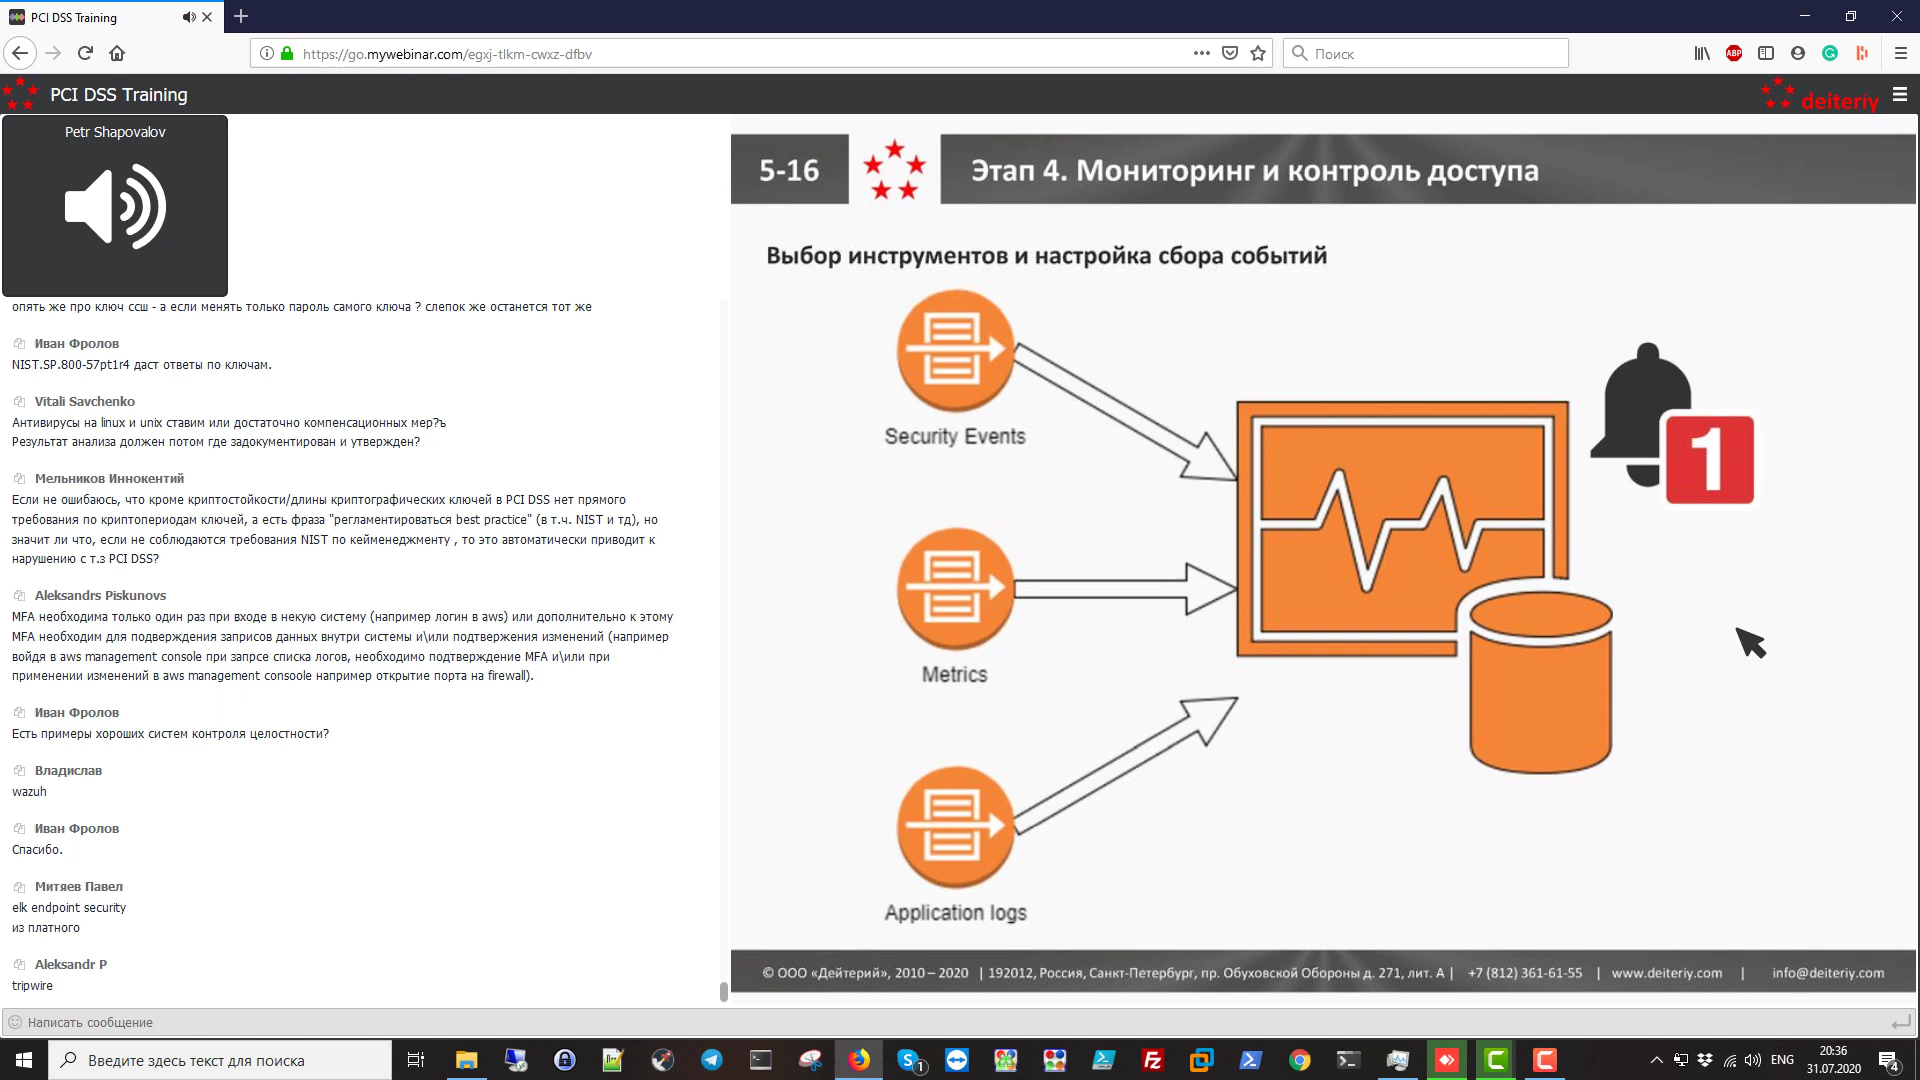 PCI DSS Training
https://go.mywebinar.com/egxj-tlkm-cwxz-dfbv
Поиск
ABP
PCI DSS Training
deiteriy
Petr Shapovalov
опять же про ключ ссш - а если менять только пароль самого ключа ? слепок же останется тот же
Иван Фролов
NIST.SP.800-57pt1r4 даст ответы по ключам.
Vitali Savchenko
Антивирусы на linux и unix ставим или достаточно компенсационных мер?ъ
Результат анализа должен потом где задокументирован и утвержден?
Мельников Иннокентий
Если не ошибаюсь, что кроме криптостойкости/длины криптографических ключей в PCI DSS нет прямого
требования по криптопериодам ключей, а есть фраза "регламентироваться best practice" (в т.ч. NIST и тд), но
значит ли что, если не соблюдаются требования NIST по кейменеджменту , то это автоматически приводит к
нарушению с т.з PCI DSS?
Aleksandrs Piskunovs
MFA необходима только один раз при входе в некую систему (например логин в aws) или дополнительно к этому
MFA необходим для подверждения записров данных внутри системы и\или подтвержения изменений (например
войдя в aws management console при запрсе списка логов, необходимо подтверждение MFA и\или при
применении изменений в aws management consoole например открытие порта на firewall).
Иван Фролов
Есть примеры хороших систем контроля целостности?
Владислав
wazuh
Иван Фролов
Спасибо.
Митяев Павел
elk endpoint security
из платного
Aleksandr P
tripwire
Написать сообщение
5-16
Этап 4. Мониторинг и контроль доступа
Выбор инструментов и настройка сбора событий
Security Events
1
Metrics
Application logs
© ООО «Дейтерий», 2010 – 2020 | 192012, Россия, Санкт-Петербург, пр. Обуховской Обороны д. 271, лит. А | +7 (812) 361-61-55 | www.deiteriy.com | info@deiteriy.com
Введите здесь текст для поиска
1
ENG
20:36
31.07.2020
4